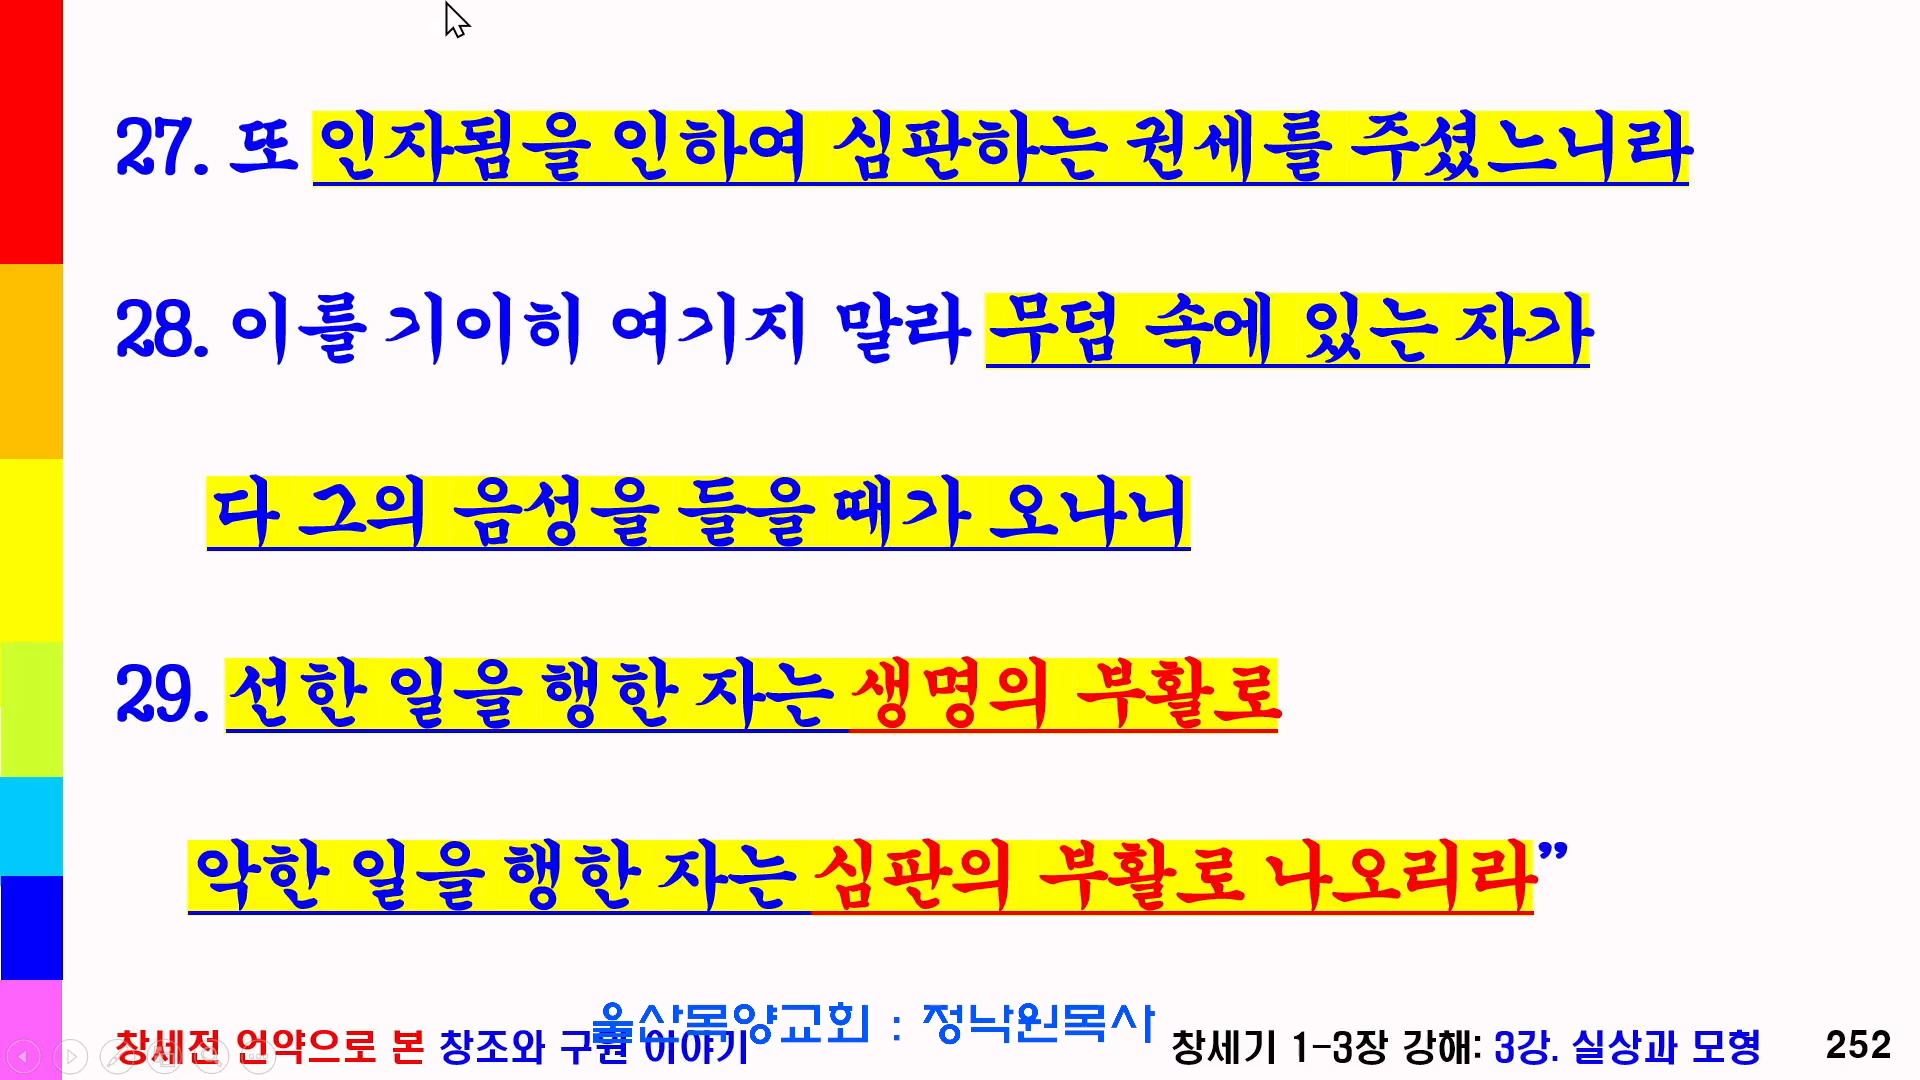 27. 또 인자됨을 인하여 심판하는 권세를 주셨느니라
28. 이를 기이히 여기지 말라 무덤 속에 있는 자가
다 그의 음성을 들을 때가 오나니
29. 선한 일을 행한 자는 생명의 부활로
악한 일을 행한 자는 심판의 부활로 나오리라”
울산목양교회 : 정낙원목사
창세전 언약으로 본 창조와 구원 이야기
창세기 1-3장 강해: 3강. 실상과 모형
252